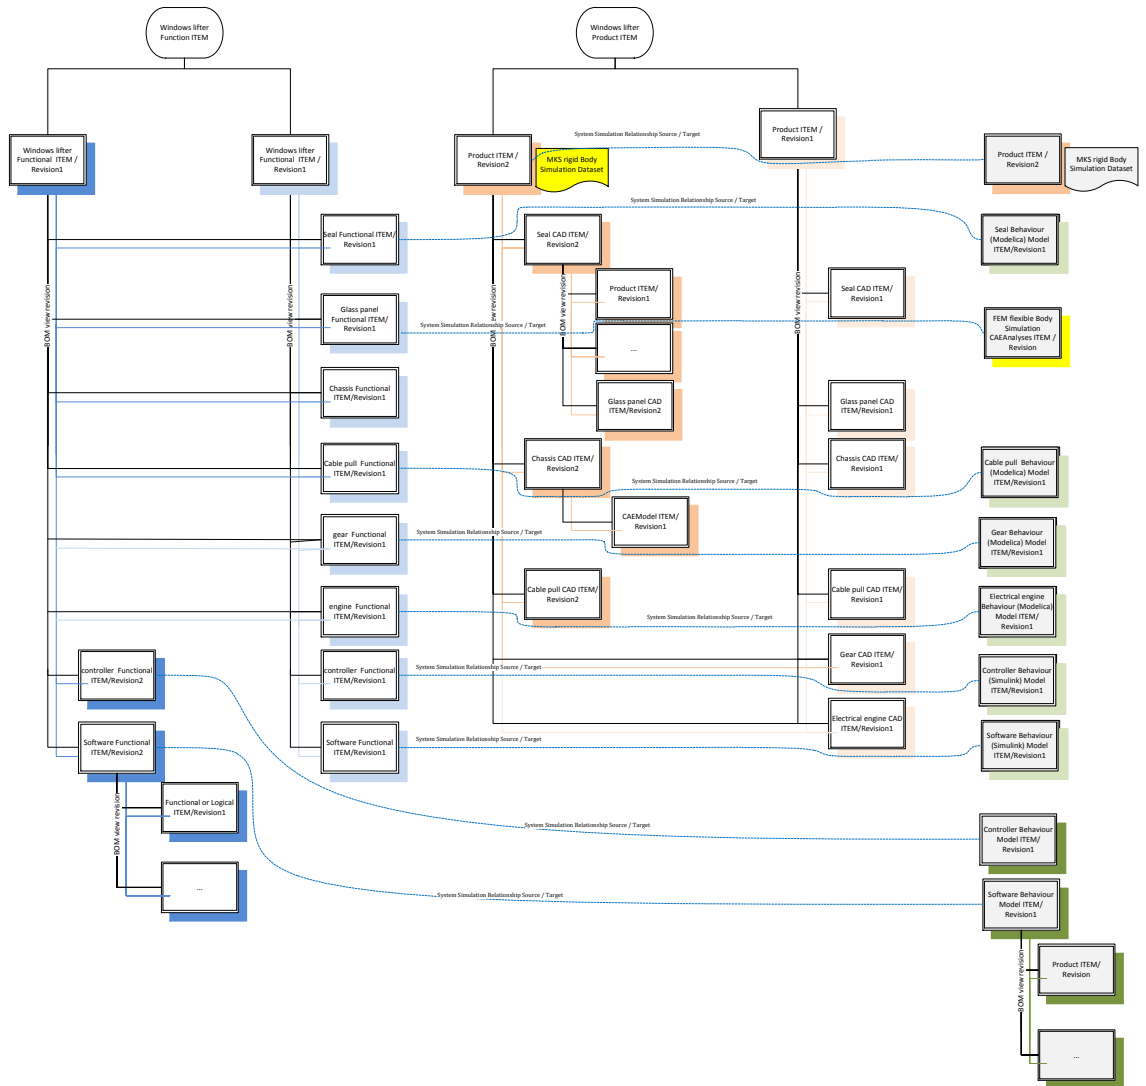 Windows lifter
Function ITEM
Windows lifter
Product ITEM
Windows lifter
Functional  ITEM /
Revision1
Windows lifter
Functional  ITEM /
Revision1
Product ITEM /
Revision2
MKS rigid Body
Simulation Dataset
System Simulation Relationship Source / Target
Product ITEM /
Revision1
Product ITEM /
Revision2
MKS rigid Body
Simulation Dataset
System Simulation Relationship Source / Target
Seal Functional ITEM/
Revision1
Seal CAD ITEM/
Revision2
Seal Behaviour
(Modelica) Model
ITEM/Revision1
BOM view revision
BOM view revision
BOM view revision
BOM view revision
BOM view revision
Product ITEM/
Revision1
Seal CAD ITEM/
Revision1
Glass panel
Functional ITEM/
Revision1
System Simulation Relationship Source / Target
...
FEM flexible Body
Simulation
CAEAnalyses ITEM /
Revision
Chassis Functional
ITEM/Revision1
Glass panel CAD
ITEM/Revision2
Glass panel CAD
ITEM/Revision1
Cable pull  Functional
ITEM/Revision1
Chassis CAD ITEM/
Revision2
Chassis CAD ITEM/
Revision1
System Simulation Relationship Source / Target
Cable pull  Behaviour
(Modelica) Model
ITEM/Revision1
CAEModel ITEM/
Revision1
gear  Functional
ITEM/Revision1
System Simulation Relationship Source / Target
Gear Behaviour
(Modelica) Model
ITEM/Revision1
engine  Functional
ITEM/Revision1
Cable pull CAD ITEM/
Revision2
Cable pull CAD ITEM/
Revision1
System Simulation Relationship Source / Target
Electrical engine
Behaviour (Modelica)
Model ITEM/
Revision1
controller  Functional
ITEM/Revision2
controller  Functional
ITEM/Revision1
System Simulation Relationship Source / Target
Gear CAD ITEM/
Revision1
Controller Behaviour
(Simulink) Model
ITEM/Revision1
Software Functional
ITEM/Revision2
Software Functional
ITEM/Revision1
System Simulation Relationship Source / Target
Electrical engine CAD
ITEM/Revision1
Software Behaviour
(Simulink) Model
ITEM/Revision1
BOM view revision
Functional or Logical
ITEM/Revision1
...
System Simulation Relationship Source / Target
Controller Behaviour
Model ITEM/
Revision1
System Simulation Relationship Source / Target
Software Behaviour
Model ITEM/
Revision1
BOM view revision
Product ITEM/
Revision
...